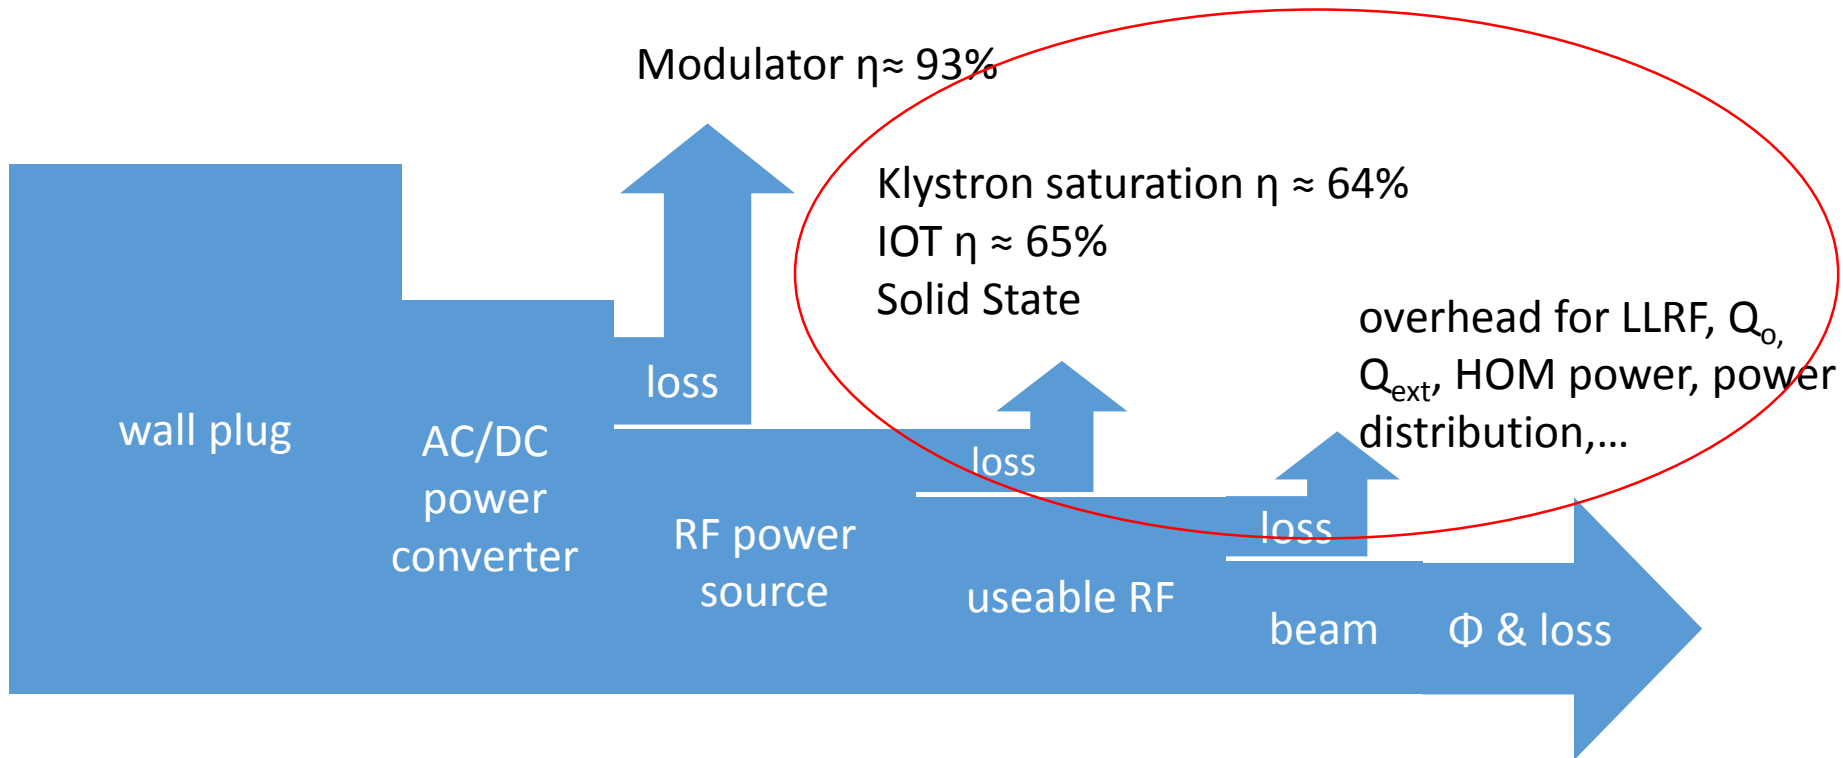 Modulator η≈ 93%
Klystron saturation η ≈ 64%
IOT η ≈ 65%
Solid State
overhead for LLRF, Qo,
Qext, HOM power, power
distribution,...
wall plug
AC/DC
power
converter
loss
RF power
source
loss
useable RF
loss
beam
Φ & loss